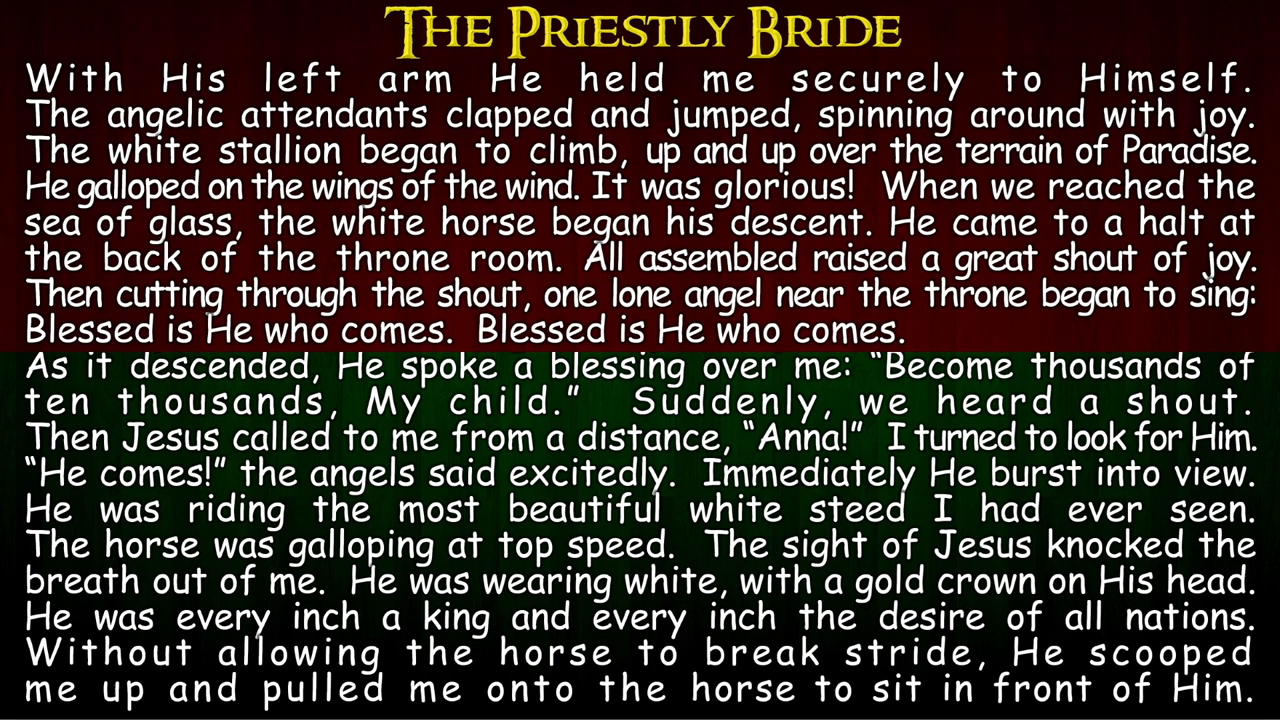 The Priestly Bride
With His left arm He held me securely to Himself.
The angelic attendants clapped and jumped, spinning around with joy.
The white stallion began to climb, up and up over the terrain of Paradise.
He galloped on the wings of the wind. It was glorious!  When we reached the
sea of glass, the white horse began his descent. He came to a halt at
the back of the throne room. All assembled raised a great shout of joy.
Then cutting through the shout, one lone angel near the throne began to sing:
Blessed is He who comes.  Blessed is He who comes.
As it descended, He spoke a blessing over me: “Become thousands of
ten thousands, My child.”  Suddenly, we heard a shout.
Then Jesus called to me from a distance, “Anna!”  I turned to look for Him.
“He comes!” the angels said excitedly.  Immediately He burst into view.
He was riding the most beautiful white steed I had ever seen.
The horse was galloping at top speed.  The sight of Jesus knocked the
breath out of me.  He was wearing white, with a gold crown on His head.
He was every inch a king and every inch the desire of all nations.
Without allowing the horse to break stride, He scooped
me up and pulled me onto the horse to sit in front of Him.